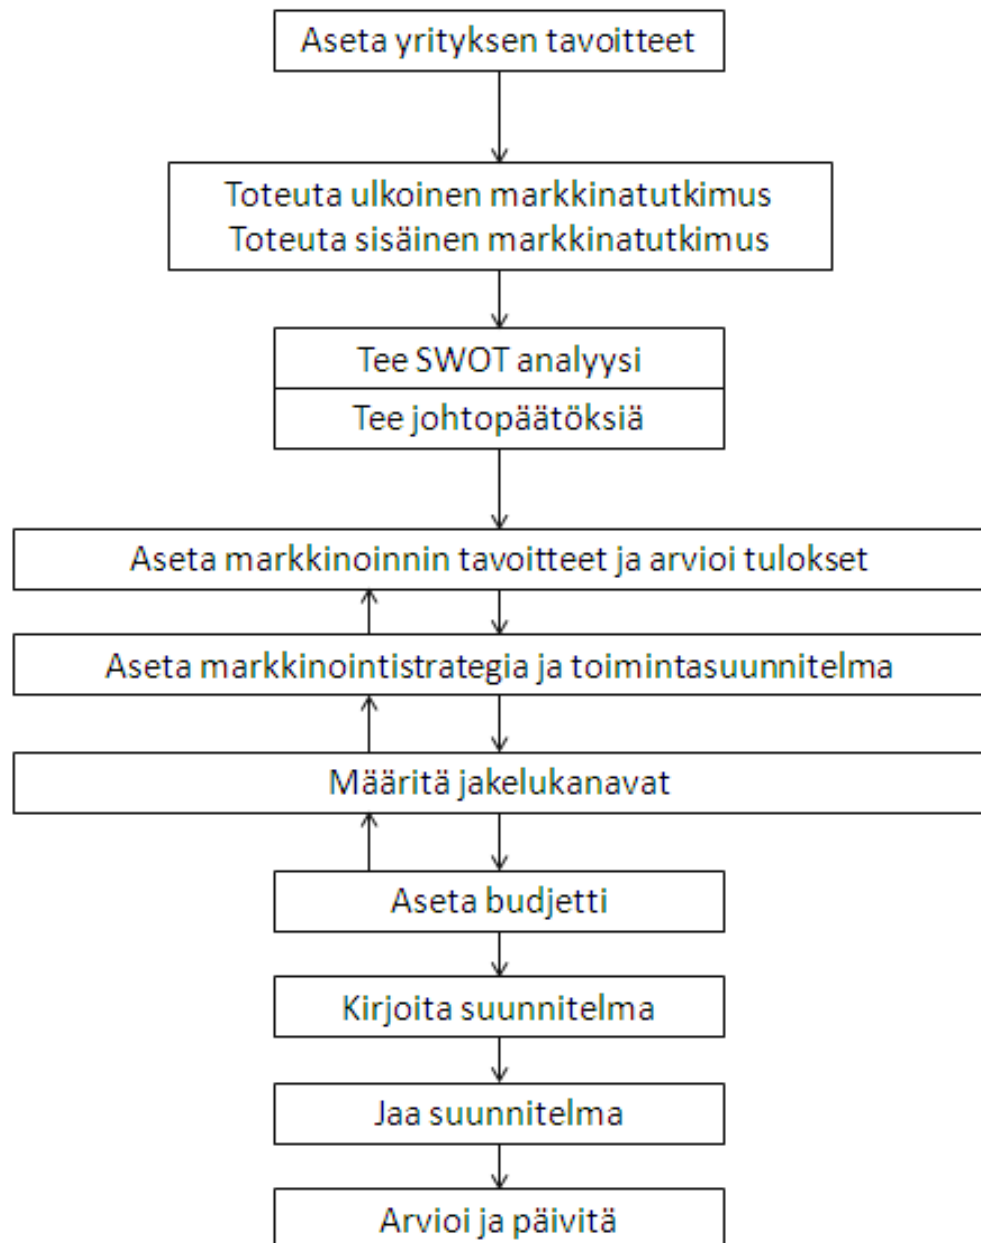 Aseta yrityksen tavoitteet
Toteuta ulkoinen markkinatutkimus
Toteuta sisäinen markkinatutkimus
Tee SWOT analyysi
Tee johtopäätöksiä
Aseta markkinoinnin tavoitteet ja arvioi tulokset
Aseta markkinointistrategia ja toimintasuunnitelma
Määritä jakelukanavat
Aseta budjetti
Kirjoita suunnitelma
Jaa suunnitelma
Arvioi ja päivitä